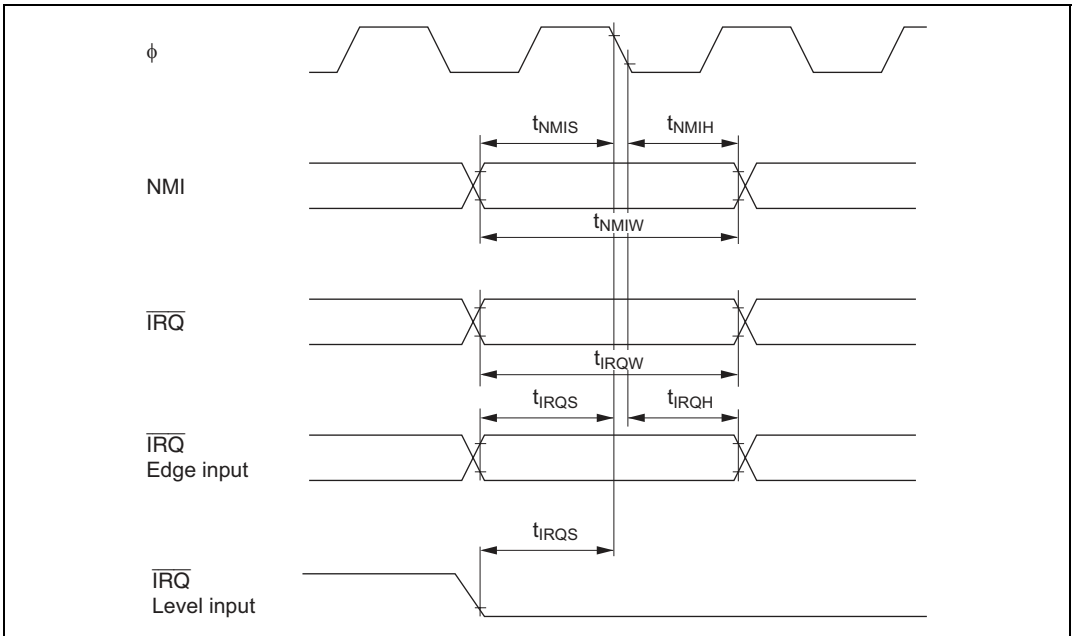 ϕ
tNMIS
tNMIH
NMI
tNMIW
IRQ
tIRQW
tIRQS
tIRQH
IRQ
Edge input
tIRQS
IRQ
Level input